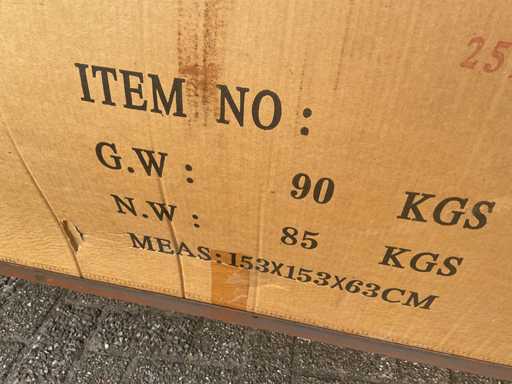 ITEM NO :
G.W : 90 KGS
N.W : 85 KGS
MEAS: 153X153X63CM